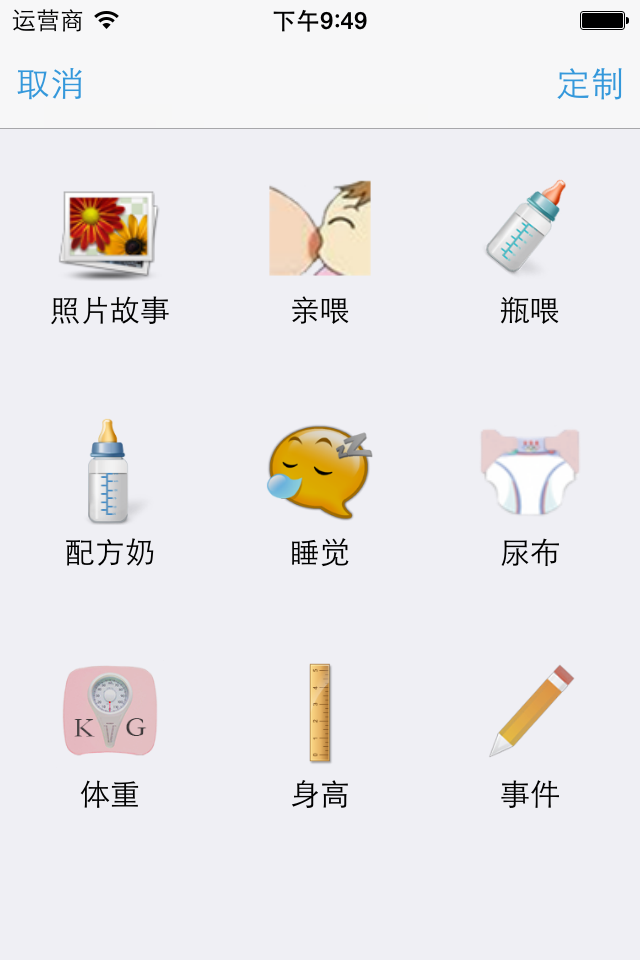 运营商 下午9:49
取消 定制
照片故事 亲喂 瓶喂
配方奶 睡觉 尿布
K G
体重 身高 事件